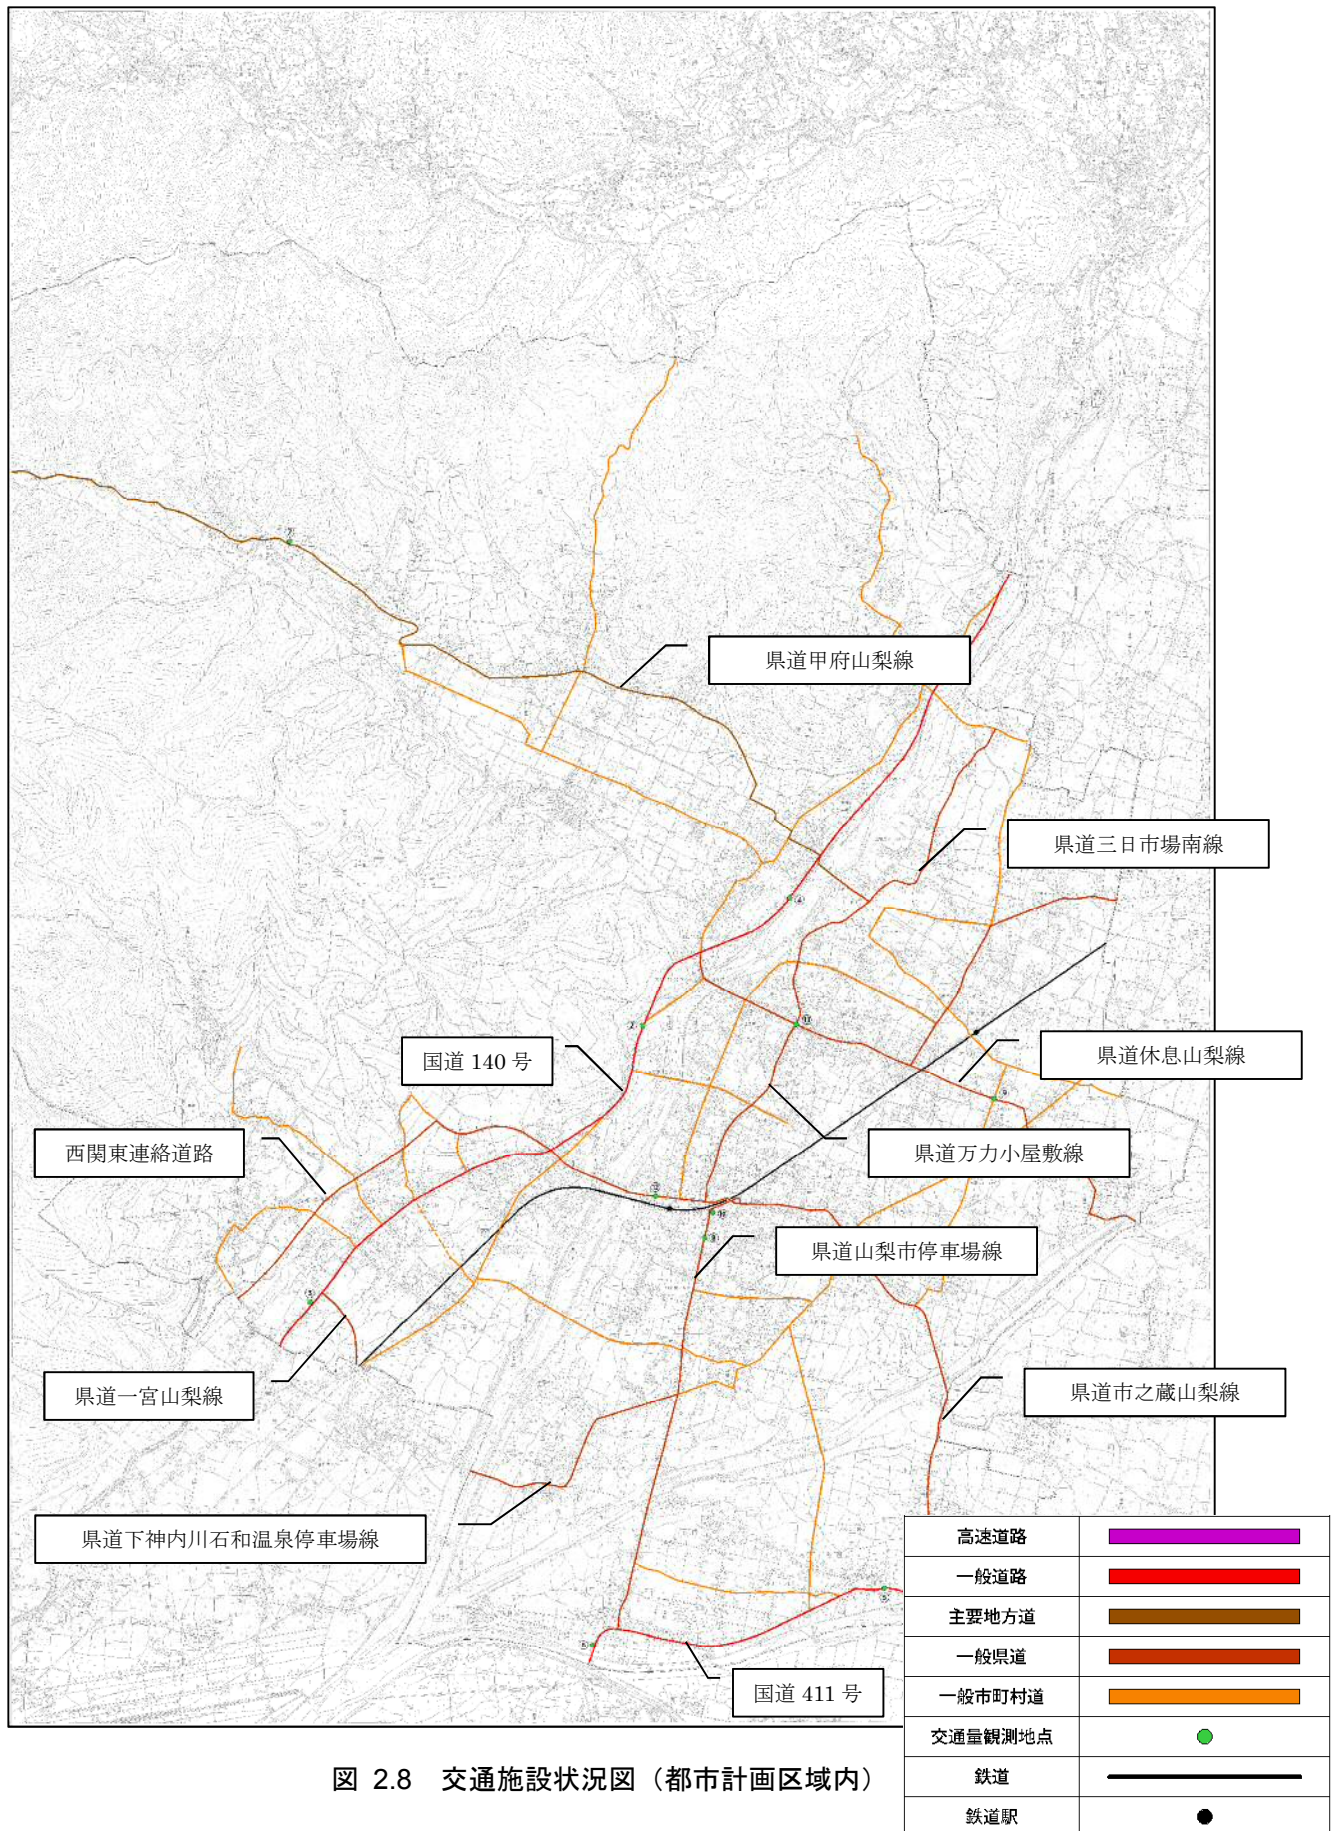 県道甲府山梨線
県道三日市場南線
国道 140 号
県道休息山梨線
西関東連絡道路
県道万力小屋敷線
県道山梨市停車場線
県道一宮山梨線
県道市之蔵山梨線
県道下神内川石和温泉停車場線
国道 411 号
高速道路
一般道路
主要地方道
一般県道
一般市町村道
交通量観測地点
鉄道
鉄道駅
図 2.8 交通施設状況図（都市計画区域内）